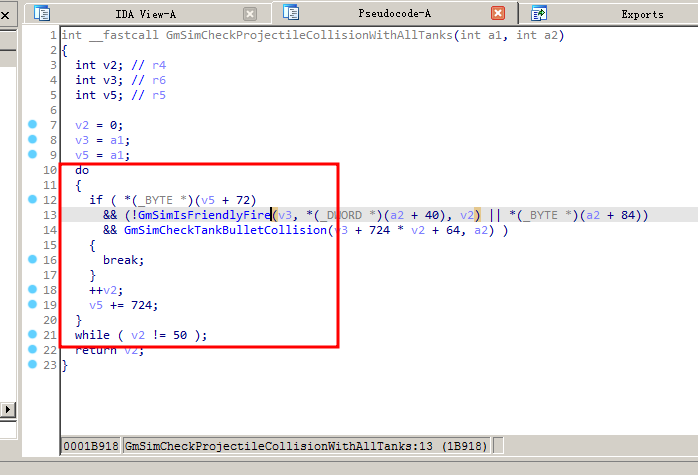 IDA View-A
Pseudocode-A
Exports
1 int __fastcall GmSimCheckProjectileCollisionWithAllTanks(int a1, int a2)
2 {
3 int v2; // r4
4 int v3; // r6
5 int v5; // r5
6
7 v2 = 0;
8 v3 = a1;
9 v5 = a1;
10 do
11 {
12 if ( *(_BYTE *)(v5 + 72)
13 && (!GmSimIsFriendlyFire(v3, *(_DWORD *)(a2 + 40), v2) || *(_BYTE *)(a2 + 84))
14 && GmSimCheckTankBulletCollision(v3 + 724 * v2 + 64, a2) )
15 {
16 break;
17 }
18 ++v2;
19 v5 += 724;
20 }
21 while ( v2 != 50 );
22 return v2;
23 }
0001B918 GmSimCheckProjectileCollisionWithAllTanks:13 (1B918)